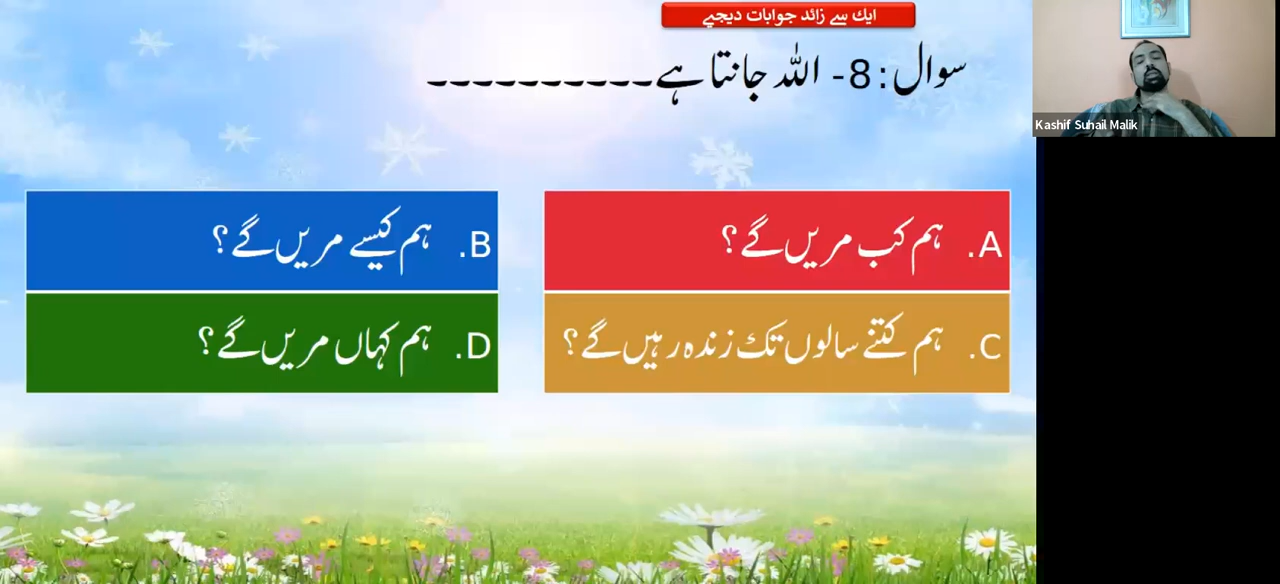 ایک سے زائد جوابات دیجیے
سوال: 8- اللہ جانتا ہے۔۔۔۔۔۔۔۔۔۔
A. ہم کب مریں گے؟
B. ہم کیسے مریں گے؟
C. ہم کتنے سالوں تک زندہ رہیں گے؟
D. ہم کہاں مریں گے؟
Kashif Suhail Malik